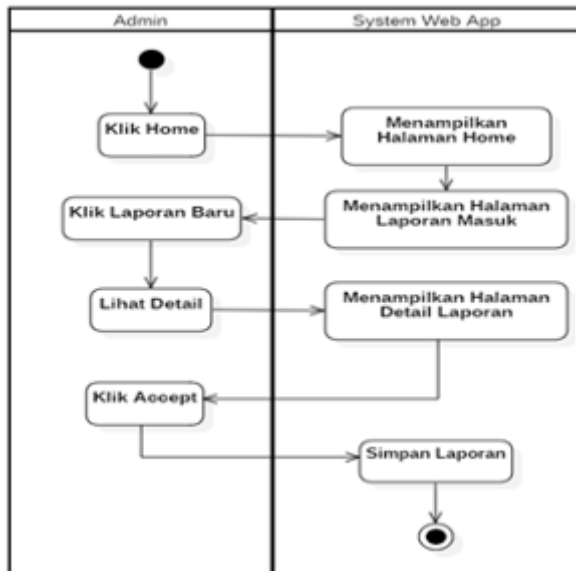 Admin
System Web App
Klik Home
Menampilkan
Halaman Home
Klik Laporan Baru
Menampilkan Halaman
Laporan Masuk
Lihat Detail
Menampilkan Halaman
Detail Laporan
Klik Accept
Simpan Laporan